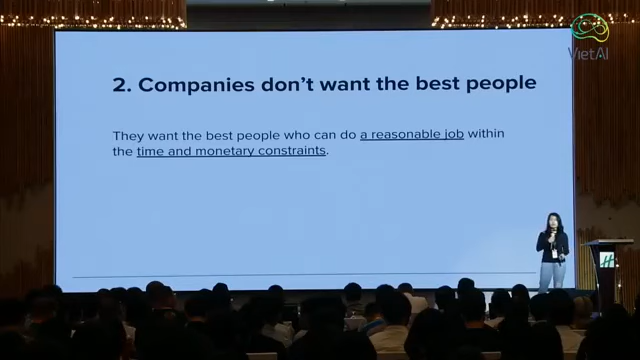 VietAI
2. Companies don't want the best people
They want the best people who can do a reasonable job within
the time and monetary constraints.
H